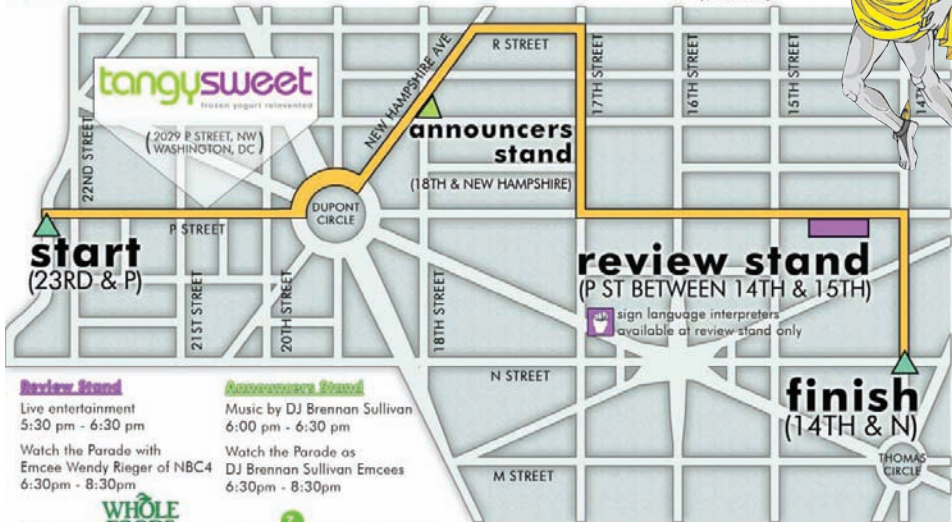 R STREET
NEW HAMPSHIRE AVE
17TH STREET
16TH STREET
15TH STREET
tangysweet
frozen yogurt reinvented
(2029 P STREET, NW
WASHINGTON, DC)
22ND STREET
announcers
stand
(18TH & NEW HAMPSHIRE)
DUPONT
CIRCLE
P STREET
start
(23RD & P)
review stand
(P ST BETWEEN 14TH & 15TH)
sign language interpreters
available at review stand only
21ST STREET
20TH STREET
18TH STREET
N STREET
finish
(14TH & N)
THOMAS
CIRCLE
M STREET
Review Stand
Live entertainment
5:30 pm - 6:30 pm
Watch the Parade with
Emcee Wendy Rieger of NBC4
6:30pm - 8:30pm
Announcers Stand
Music by DJ Brennan Sullivan
6:00 pm - 6:30 pm
Watch the Parade as
DJ Brennan Sullivan Emcees
6:30pm - 8:30pm
WHOLE